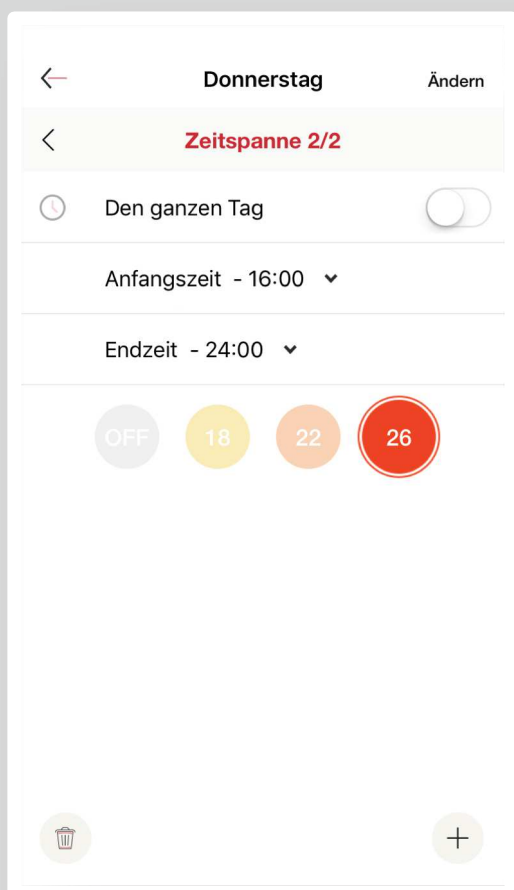 Donnerstag Ändern
Zeitspanne 2/2
Den ganzen Tag
Anfangszeit - 16:00
Endzeit - 24:00
OFF 18 22 26